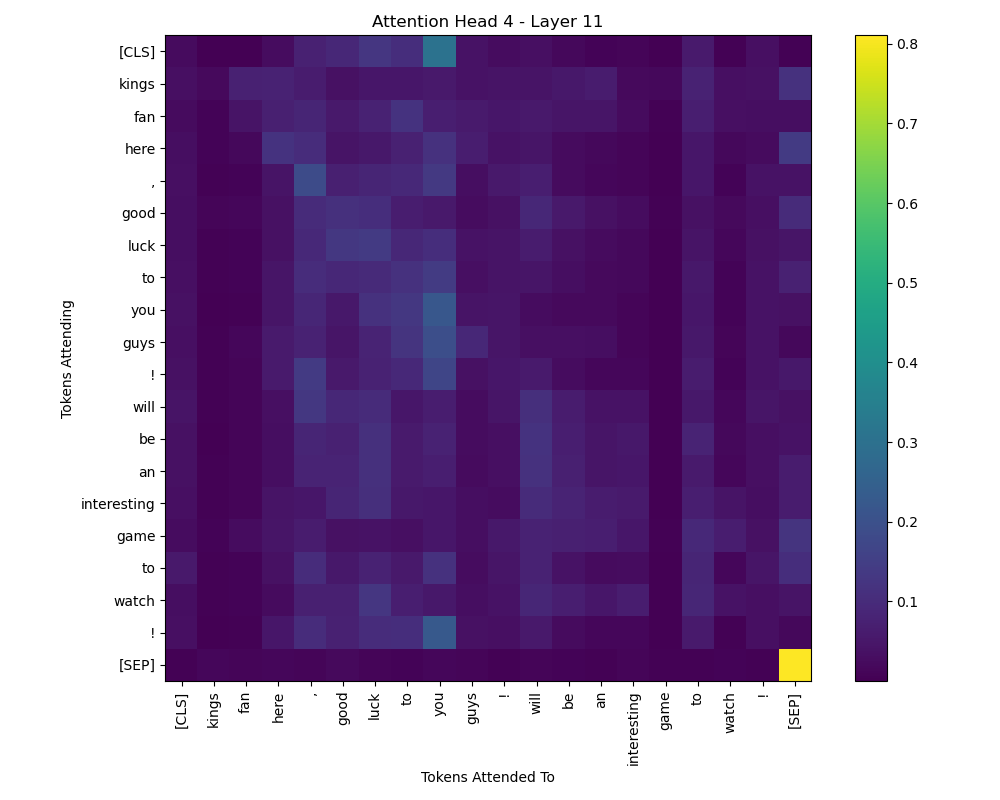 Attention Head 4 - Layer 11
Tokens Attending
[CLS]
kings
fan
here
,
good
luck
to
you
guys
!
will
be
an
interesting
game
to
watch
!
[SEP]
[CLS]
kings
fan
here
,
good
luck
to
you
guys
!
will
be
an
interesting
game
to
watch
!
[SEP]
Tokens Attended To
0.8
0.7
0.6
0.5
0.4
0.3
0.2
0.1